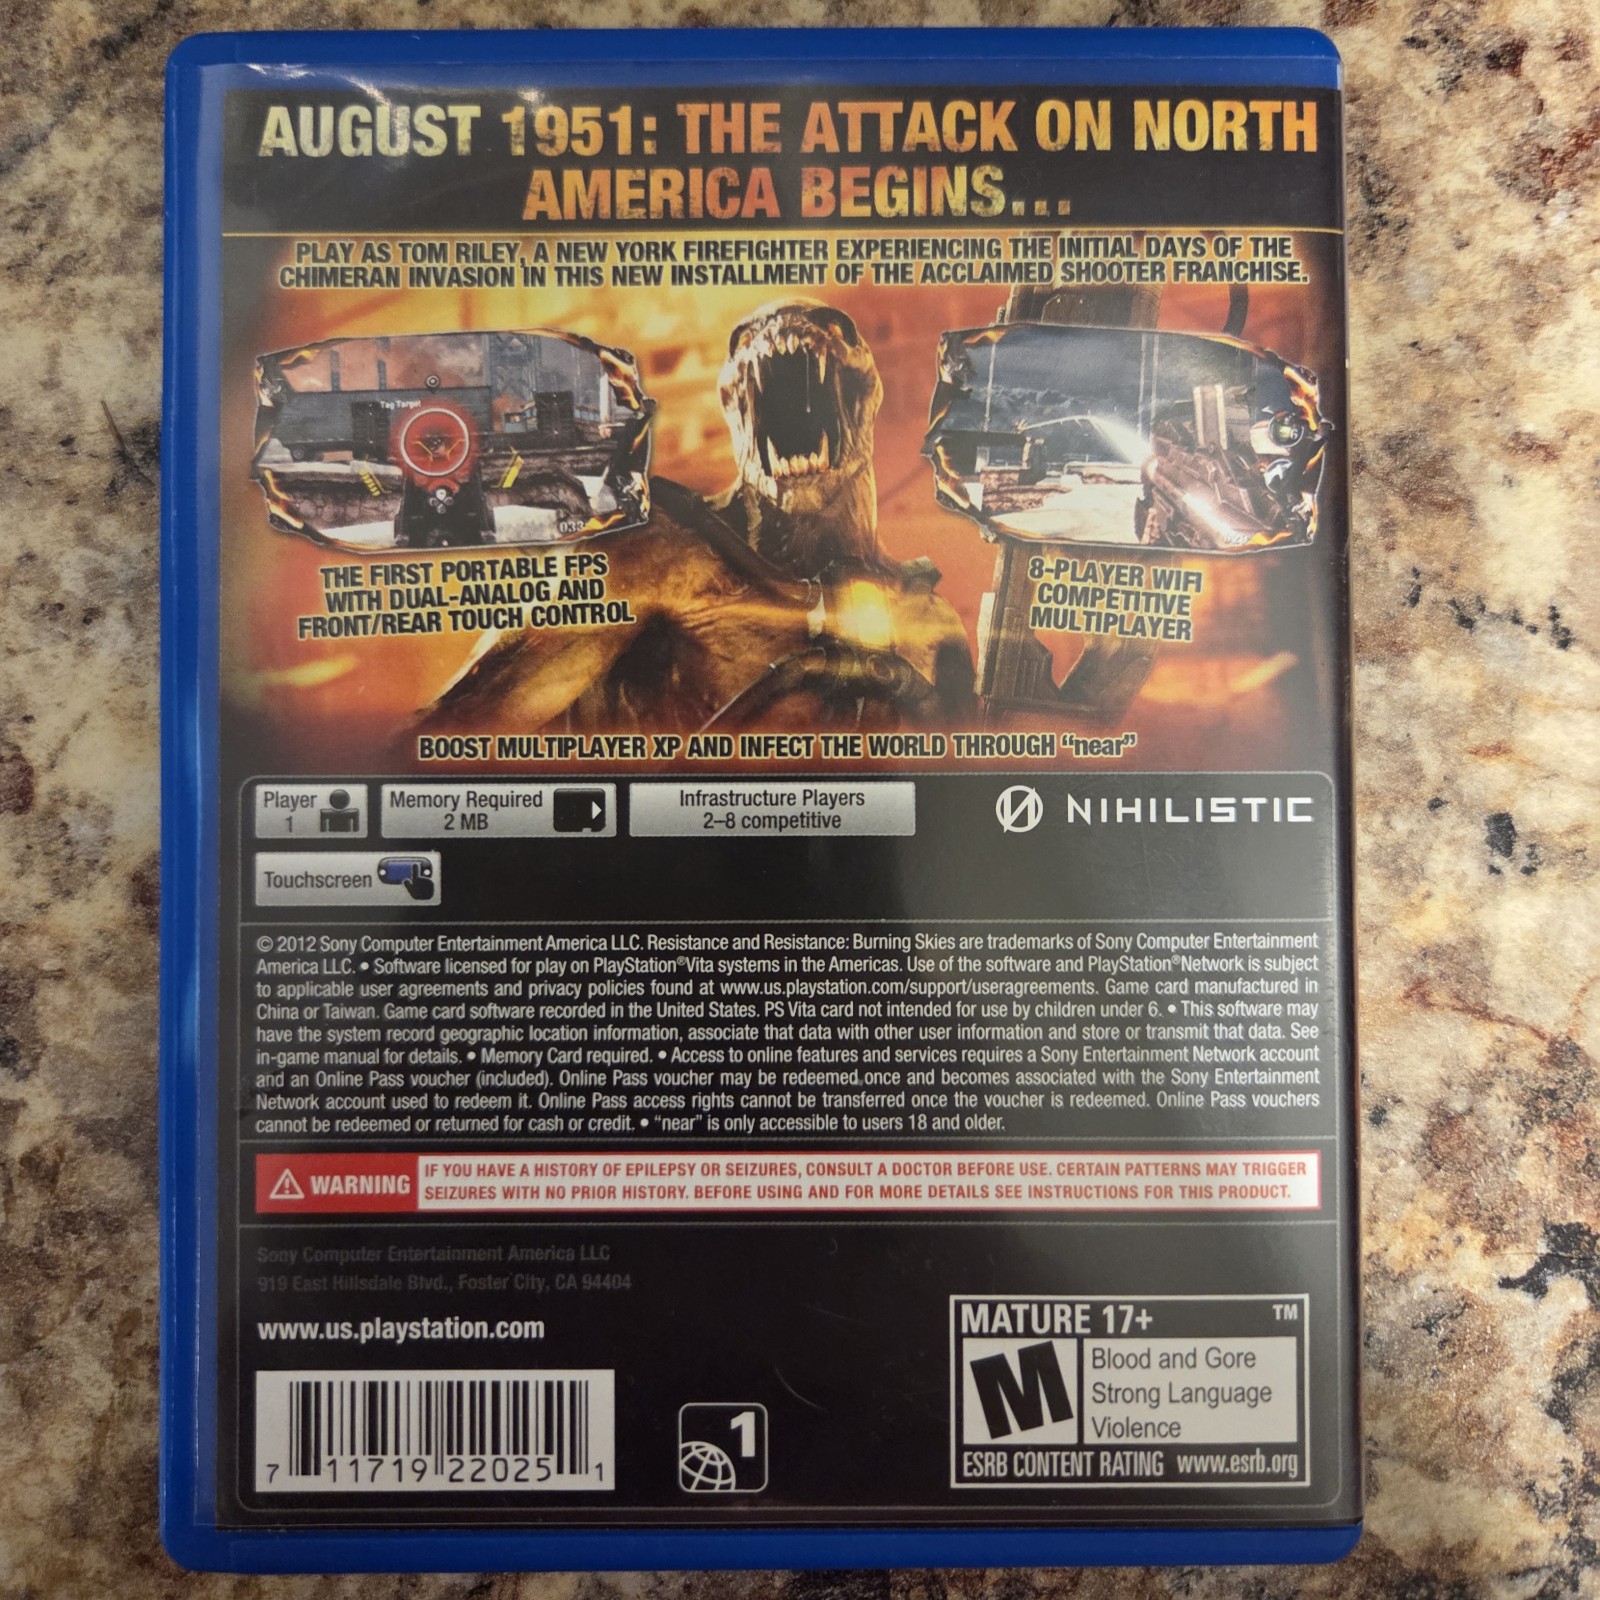 AUGUST 1951: THE ATTACK ON NORTH
AMERICA BEGINS...
PLAY AS TOM RILEY, A NEW YORK FIREFIGHTER EXPERIENCING THE INITIAL DAYS OF THE
CHIMERAN INVASION IN THIS NEW INSTALLMENT OF THE ACCLAIMED SHOOTER FRANCHISE.
Tag Target
033
THE FIRST PORTABLE FPS
WITH DUAL-ANALOG AND
FRONT/REAR TOUCH CONTROL
8-PLAYER WIFI
COMPETITIVE
MULTIPLAYER
BOOST MULTIPLAYER XP AND INFECT THE WORLD THROUGH “near”
Player
1
Memory Required
2 MB
Infrastructure Players
2–8 competitive
NIHILISTIC
Touchscreen
© 2012 Sony Computer Entertainment America LLC. Resistance and Resistance: Burning Skies are trademarks of Sony Computer Entertainment
America LLC. • Software licensed for play on PlayStation®Vita systems in the Americas. Use of the software and PlayStation®Network is subject
to applicable user agreements and privacy policies found at www.us.playstation.com/support/useragreements. Game card manufactured in
China or Taiwan. Game card software recorded in the United States. PS Vita card not intended for use by children under 6. • This software may
have the system record geographic location information, associate that data with other user information and store or transmit that data. See
in-game manual for details. • Memory Card required. • Access to online features and services requires a Sony Entertainment Network account
and an Online Pass voucher (included). Online Pass voucher may be redeemed once and becomes associated with the Sony Entertainment
Network account used to redeem it. Online Pass access rights cannot be transferred once the voucher is redeemed. Online Pass vouchers
cannot be redeemed or returned for cash or credit. • “near” is only accessible to users 18 and older.
WARNING
IF YOU HAVE A HISTORY OF EPILEPSY OR SEIZURES, CONSULT A DOCTOR BEFORE USE. CERTAIN PATTERNS MAY TRIGGER
SEIZURES WITH NO PRIOR HISTORY. BEFORE USING AND FOR MORE DETAILS SEE INSTRUCTIONS FOR THIS PRODUCT.
Sony Computer Entertainment America LLC
919 East Hillsdale Blvd., Foster City, CA 94404
www.us.playstation.com
7 11719 22025 1
1
MATURE 17+ ™
M
Blood and Gore
Strong Language
Violence
ESRB CONTENT RATING www.esrb.org